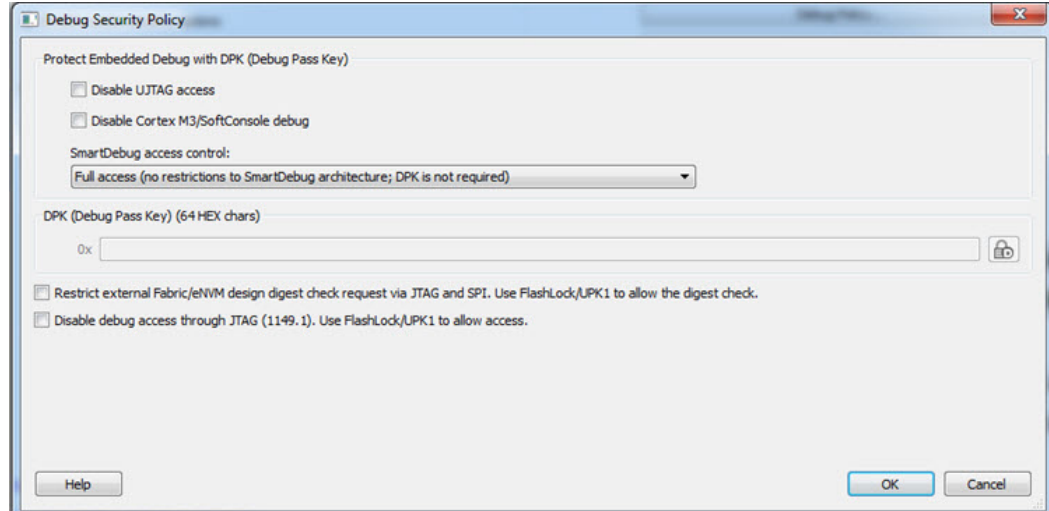 Debug Security Policy
Protect Embedded Debug with DPK (Debug Pass Key)
Disable UJTAG access
Disable Cortex M3/SoftConsole debug
SmartDebug access control:
Full access (no restrictions to SmartDebug architecture; DPK is not required)
DPK (Debug Pass Key) (64 HEX chars)
0x
Restrict external Fabric/eNVM design digest check request via JTAG and SPI. Use FlashLock/UPK1 to allow the digest check.
Disable debug access through JTAG (1149.1). Use FlashLock/UPK1 to allow access.
Help OK Cancel